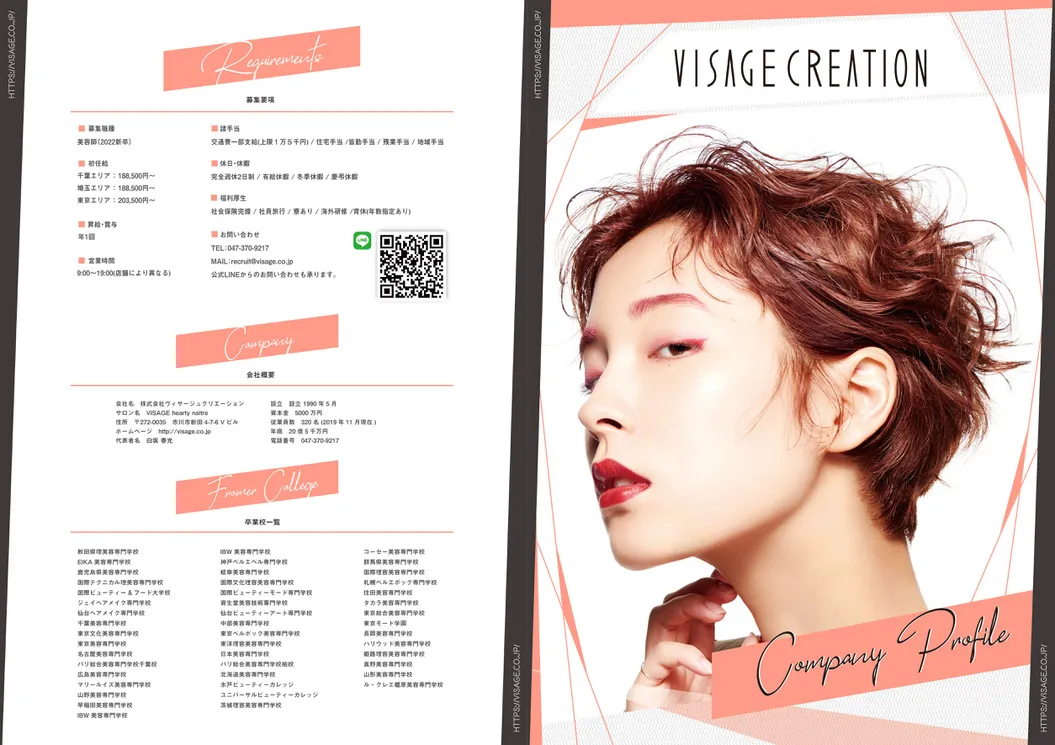 HTTPS://VISAGE.CO.JP/
Requirements
募集要項
募集職種
美容師(2022新卒)
初任給
千葉エリア：188,500円〜
埼玉エリア：188,500円〜
東京エリア：203,500円〜
昇給・賞与
年1回
営業時間
9:00〜19:00(店舗により異なる)
諸手当
交通費一部支給(上限1万5千円) / 住宅手当 /皆勤手当 / 残業手当 / 地域手当
休日・休暇
完全週休2日制 / 有給休暇 / 冬季休暇 / 慶弔休暇
福利厚生
社会保険完備 / 社員旅行 / 寮あり / 海外研修 /育休(年数指定あり)
お問い合わせ
TEL:047-370-9217
MAIL:recruit@visage.co.jp
公式LINEからのお問い合わせも承ります。
LINE
Company
会社概要
会社名 株式会社ヴィサージュクリエーション
サロン名 VISAGE hearty naitre
住所 〒272-0035 市川市新田 4-7-6 V ビル
ホームページ http://visage.co.jp
代表者名 白坂 春光
設立 設立 1990 年 5 月
資本金 5000 万円
従業員数 320 名 (2019 年 11 月現在)
年商 20 億 5 千万円
電話番号 047-370-9217
Fromer College
卒業校一覧
秋田県理美容専門学校
EIKA 美容専門学校
鹿児島県美容専門学校
国際テクニカル理美容専門学校
国際ビューティー＆フード大学校
ジェイヘアメイク専門学校
仙台ヘアメイク専門学校
千葉美容専門学校
東京文化美容専門学校
東京美容専門学校
名古屋美容専門学校
パリ総合美容専門学校千葉校
広島美容専門学校
マリールイズ美容専門学校
山野美容専門学校
早稲田美容専門学校
IBW 美容専門学校
IBW 美容専門学校
神戸ベルエベル専門学校
岐阜美容専門学校
国際文化理容美容専門学校
国際ビューティーモード専門学校
資生堂美容技術専門学校
仙台ビューティーアート専門学校
中部美容専門学校
東京ベルボック美容専門学校
東洋理容美容専門学校
日本美容専門学校
パリ総合美容専門学校柏校
北海道美容専門学校
水戸ビューティーカレッジ
ユニバーサルビューティーカレッジ
茨城理容美容専門学校
コーセー美容専門学校
群馬県美容専門学校
国際理容美容専門学校
札幌ベルエポック専門学校
住田美容専門学校
タカラ美容専門学校
東京総合美容専門学校
東京モード学園
長岡美容専門学校
ハリウッド美容専門学校
姫路理容美容専門学校
真野美容専門学校
山形美容専門学校
ル・クレエ橿原美容専門学校
HTTPS://VISAGE.CO.JP/
HTTPS://VISAGE.CO.JP/
VISAGE CREATION
Company Profile
HTTPS://VISAGE.CO.JP/